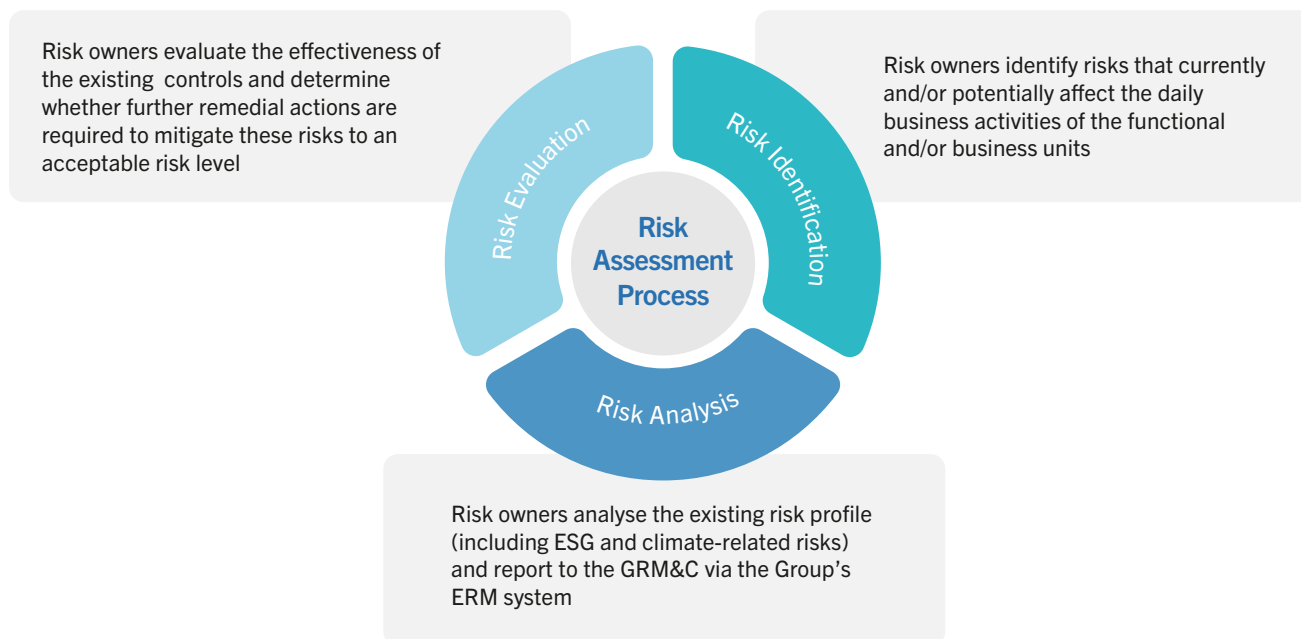 Risk owners evaluate the effectiveness of
the existing controls and determine
whether further remedial actions are
required to mitigate these risks to an
acceptable risk level
Risk owners identify risks that currently
and/or potentially affect the daily
business activities of the functional
and/or business units
Risk Evaluation
Risk Identification
Risk
Assessment
Process
Risk Analysis
Risk owners analyse the existing risk profile
(including ESG and climate-related risks)
and report to the GRM&C via the Group’s
ERM system